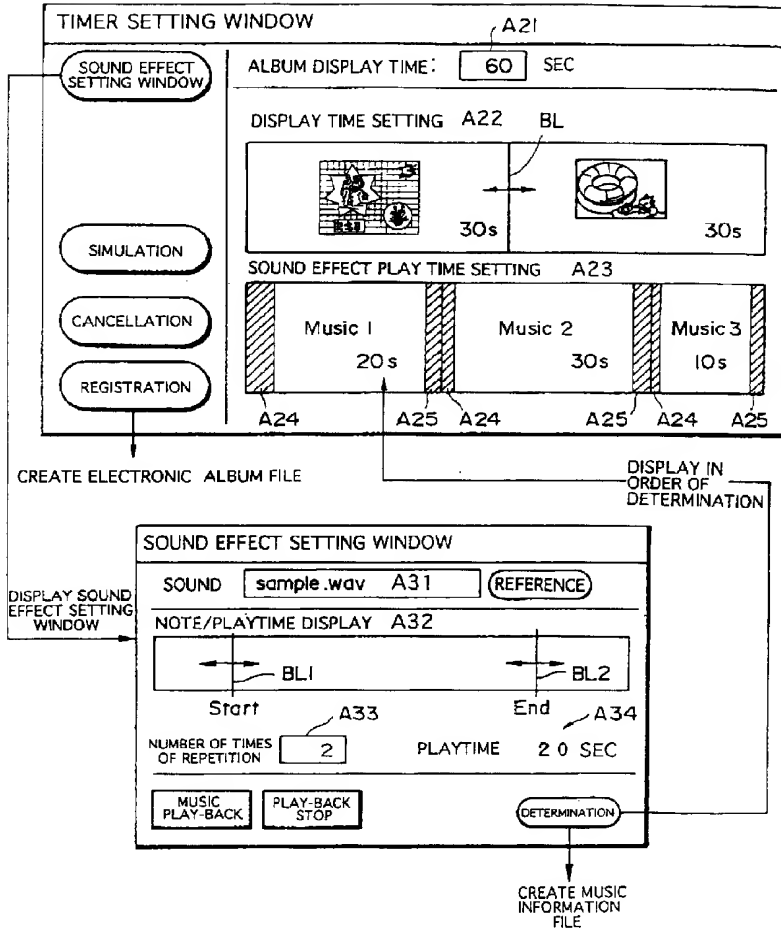 TIMER SETTING WINDOW
A21
SOUND EFFECT
SETTING WINDOW
ALBUM DISPLAY TIME: 60 SEC
DISPLAY TIME SETTING A22 BL
30s
30s
SIMULATION
SOUND EFFECT PLAY TIME SETTING A23
CANCELLATION
Music 1
20s
Music 2
30s
Music 3
10s
REGISTRATION
A24 A25 A24 A25 A24 A25
CREATE ELECTRONIC ALBUM FILE
DISPLAY IN
ORDER OF
DETERMINATION
SOUND EFFECT SETTING WINDOW
SOUND sample.wav A31 REFERENCE
DISPLAY SOUND
EFFECT SETTING
WINDOW
NOTE/PLAYTIME DISPLAY A32
BL1 BL2
Start End
A33 A34
NUMBER OF TIMES
OF REPETITION
2
PLAYTIME 20 SEC
MUSIC
PLAY-BACK
PLAY-BACK
STOP
DETERMINATION
CREATE MUSIC
INFORMATION
FILE